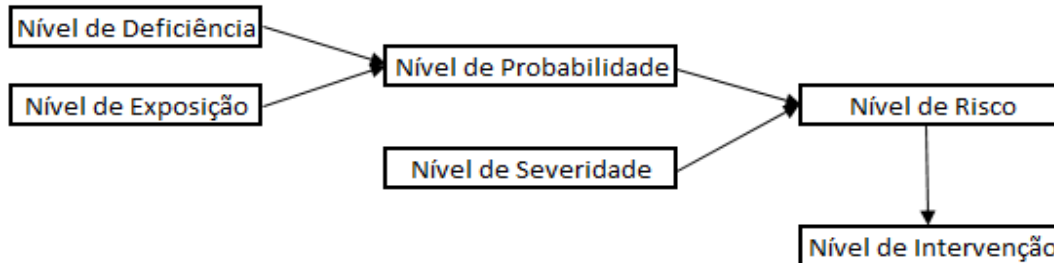 Nível de Deficiência
Nível de Exposição
Nível de Probabilidade
Nível de Severidade
Nível de Risco
Nível de Intervenção